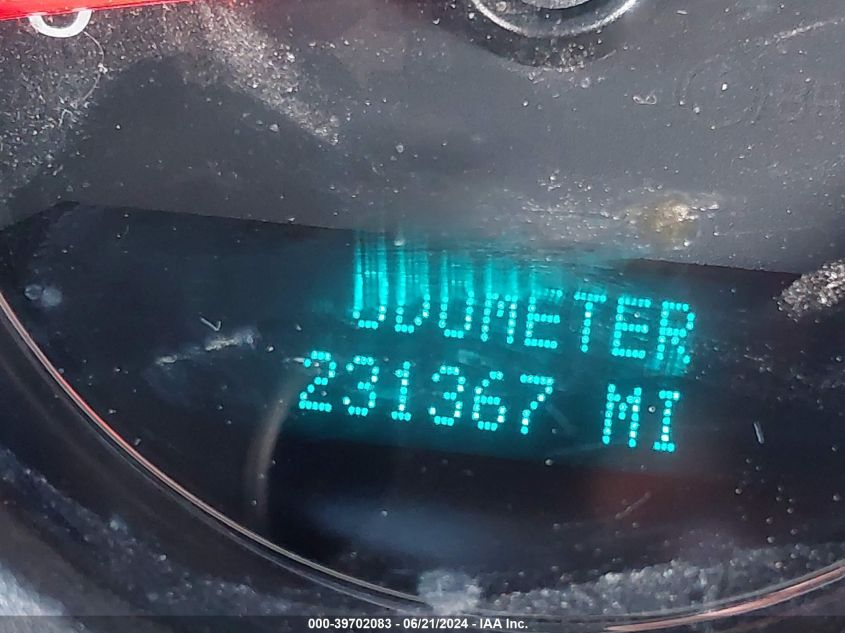 ODOMETER
231367 MI
000-39702083 - 06/21/2024 - IAA Inc.